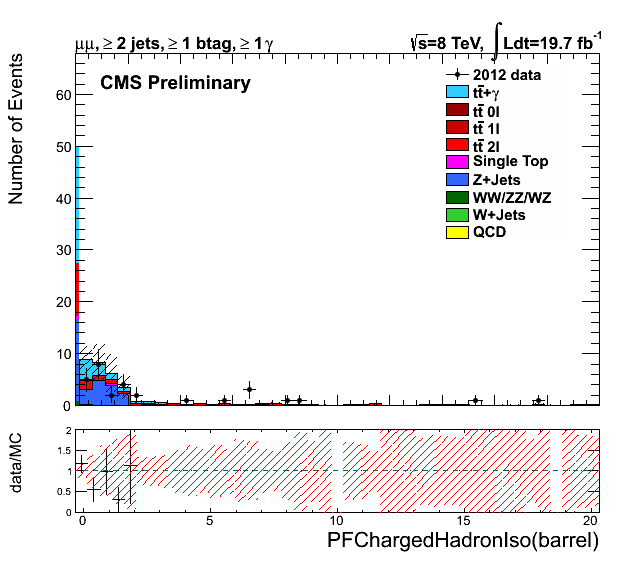 μμ, ≥ 2 jets, ≥ 1 btag, ≥ 1γ
√s=8 TeV, ∫Ldt=19.7 fb⁻¹
Number of Events
CMS Preliminary
2012 data
tt̄+γ
tt̄ 0l
tt̄ 1l
tt̄ 2l
Single Top
Z+Jets
WW/ZZ/WZ
W+Jets
QCD
60
50
40
30
20
10
0
data/MC
2
1.5
1
0.5
0
0 5 10 15 20
PFChargedHadronIso(barrel)